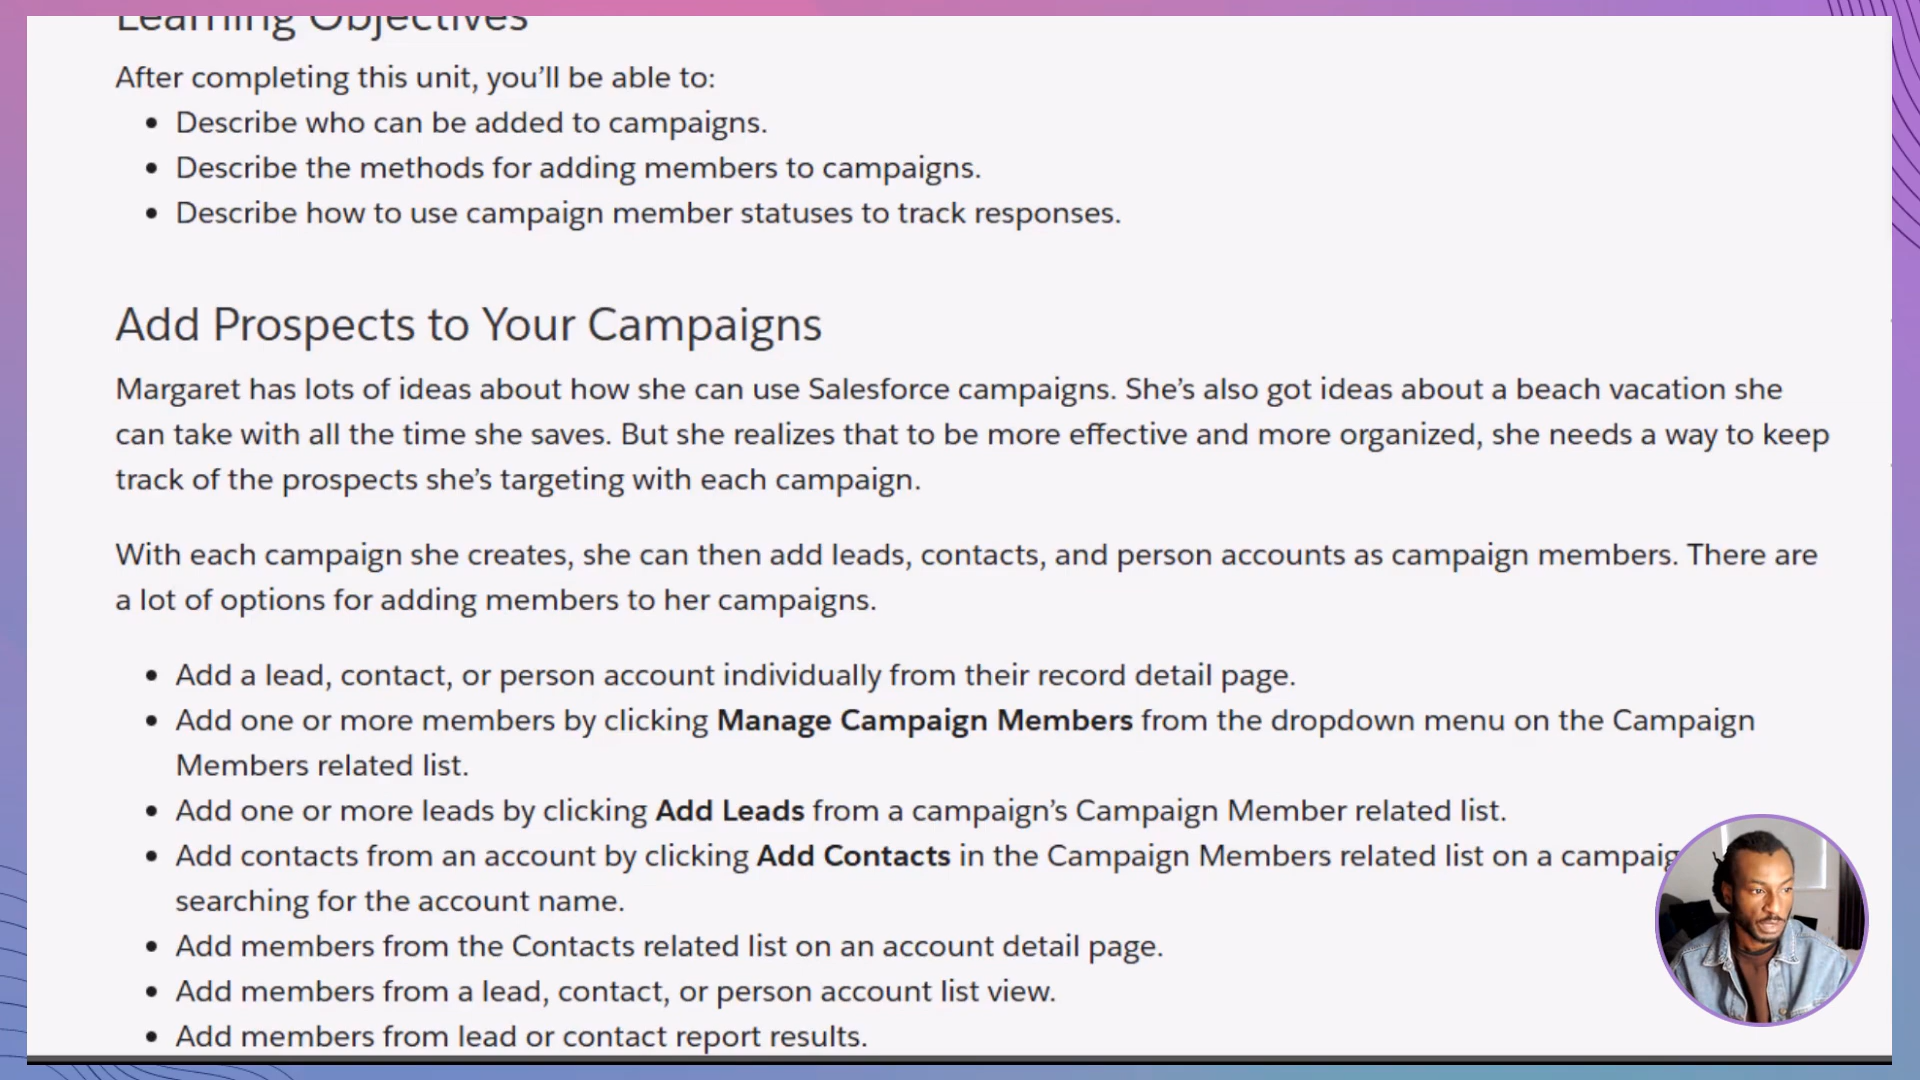 Learning Objectives
After completing this unit, you’ll be able to:
• Describe who can be added to campaigns.
• Describe the methods for adding members to campaigns.
• Describe how to use campaign member statuses to track responses.
Add Prospects to Your Campaigns
Margaret has lots of ideas about how she can use Salesforce campaigns. She’s also got ideas about a beach vacation she
can take with all the time she saves. But she realizes that to be more effective and more organized, she needs a way to keep
track of the prospects she’s targeting with each campaign.
With each campaign she creates, she can then add leads, contacts, and person accounts as campaign members. There are
a lot of options for adding members to her campaigns.
• Add a lead, contact, or person account individually from their record detail page.
• Add one or more members by clicking Manage Campaign Members from the dropdown menu on the Campaign
Members related list.
• Add one or more leads by clicking Add Leads from a campaign’s Campaign Member related list.
• Add contacts from an account by clicking Add Contacts in the Campaign Members related list on a
searching for the account name.
• Add members from the Contacts related list on an account detail page.
• Add members from a lead, contact, or person account list view.
• Add members from lead or contact report results.